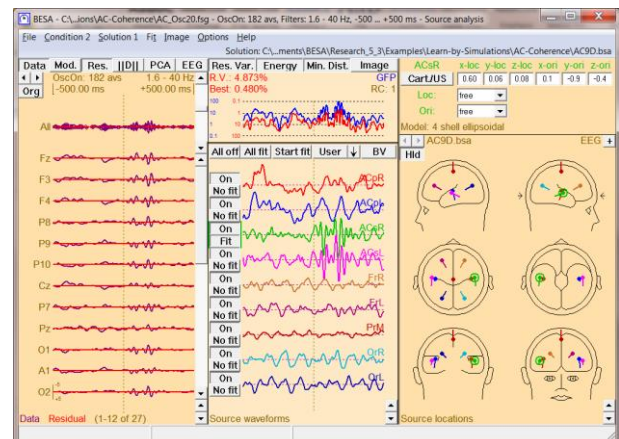 BESA - C:\...ions\AC-Coherence\AC_Osc20.fsg - OscOn: 182 avs, Filters: 1.6 - 40 Hz, -500 ... +500 ms - Source analysis
File Condition 2 Solution 1 Fit Image Options Help
Solution: C:\...ments\BESA\Research_5_3\Examples\Learn-by-Simulations\AC-Coherence\AC9D.bsa
Data Mod. Res. ||D|| PCA EEG
OscOn: 182 avs 1.6 - 40 Hz
Org |-500.00 ms +500.00 ms|
All
Fz
F3
F4
P8
P9
P10
Cz
P7
Pz
O1
A1
O2
Data Residual (1-12 of 27)
Res. Var. Energy Min. Dist. Image
R.V.: 4.873% GFP
Best: 0.480% RC: 1
100 0.1
0.1 100
All off All fit Start fit User ↓ BV
On ACpR
No fit
On ACpL
No fit
On ACsR
Fit
On ACsL
No fit
On FrR
No fit
On FrL
No fit
On PrM
No fit
On OrR
No fit
On OrL
No fit
Source waveforms
ACsR x-loc y-loc z-loc x-ori y-ori z-ori
Cart./US 0.60 0.06 0.08 0.1 -0.9 -0.4
Loc: free
Ori: free
Model: 4 shell ellipsoidal
AC9D.bsa EEG +
Hld
Source locations